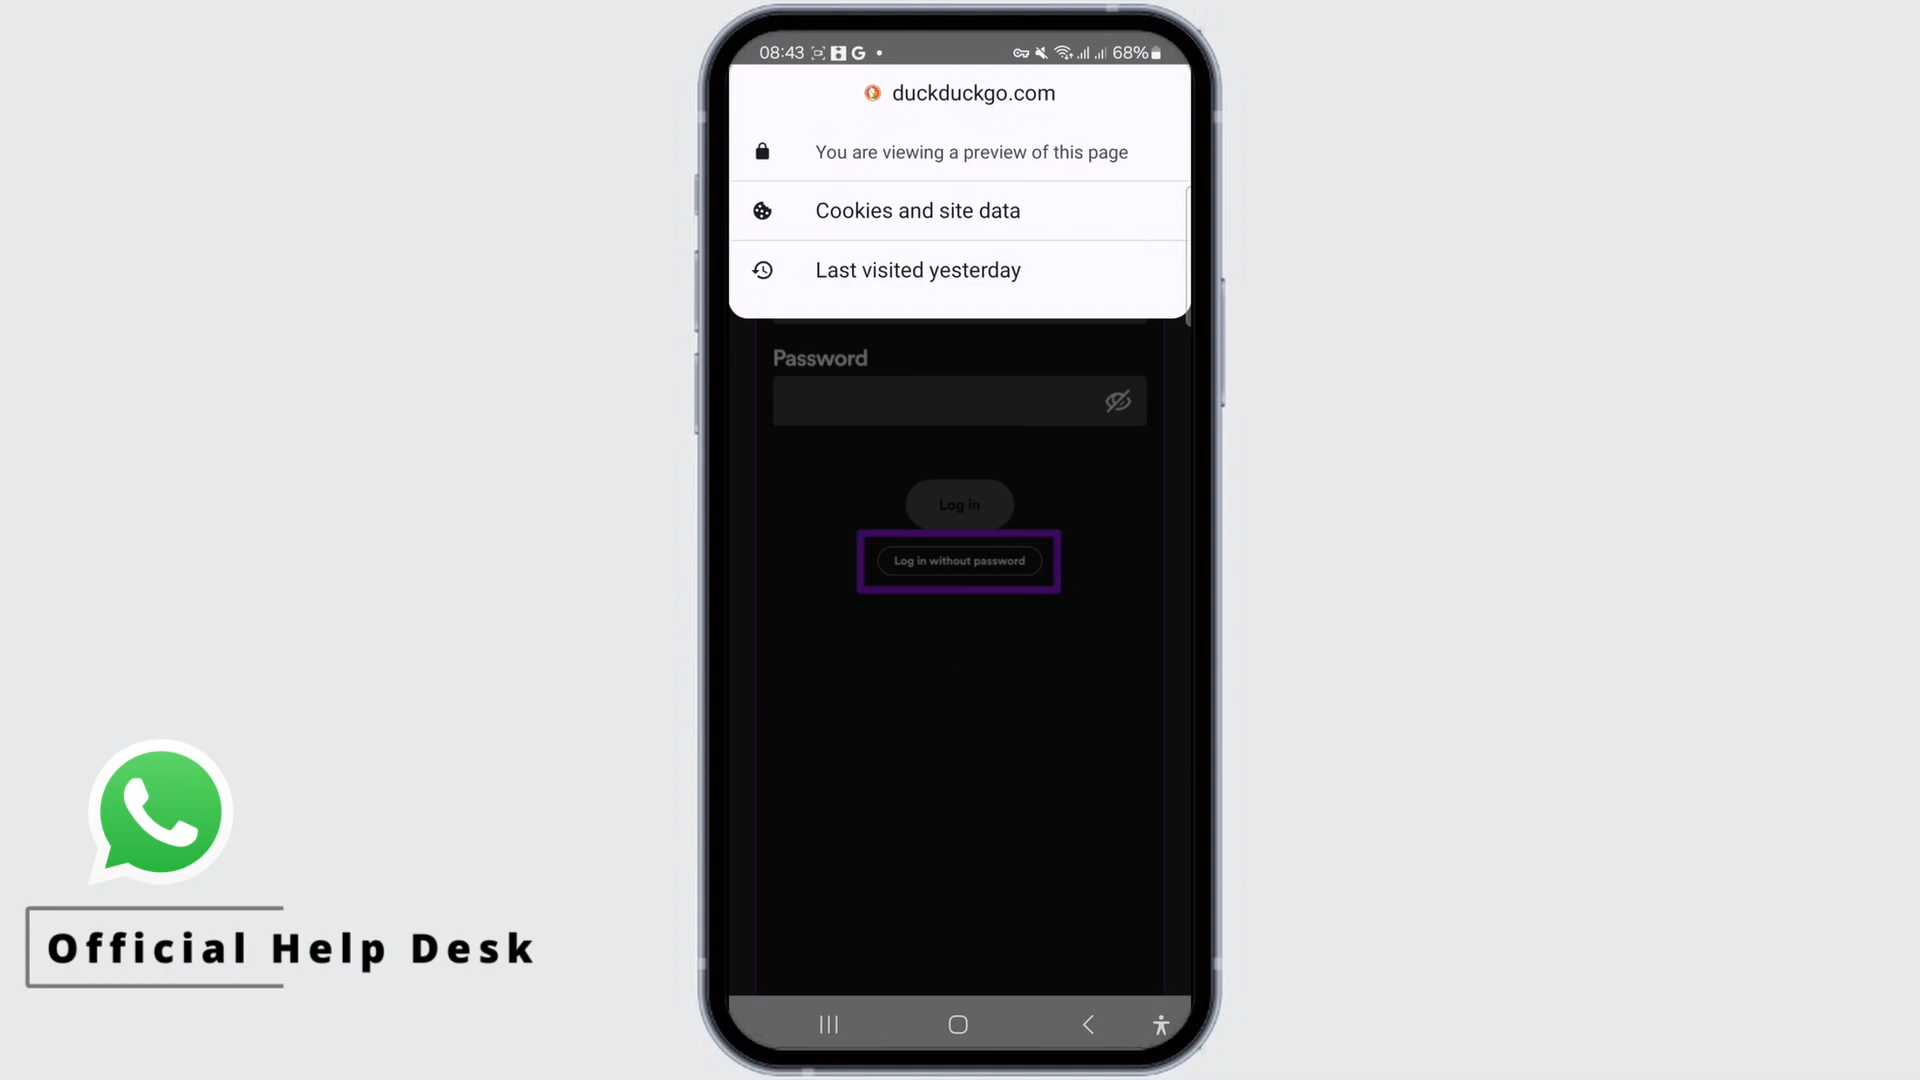 08:43
68%
duckduckgo.com
You are viewing a preview of this page
Cookies and site data
Last visited yesterday
Password
Log in
Log in without password
Official Help Desk